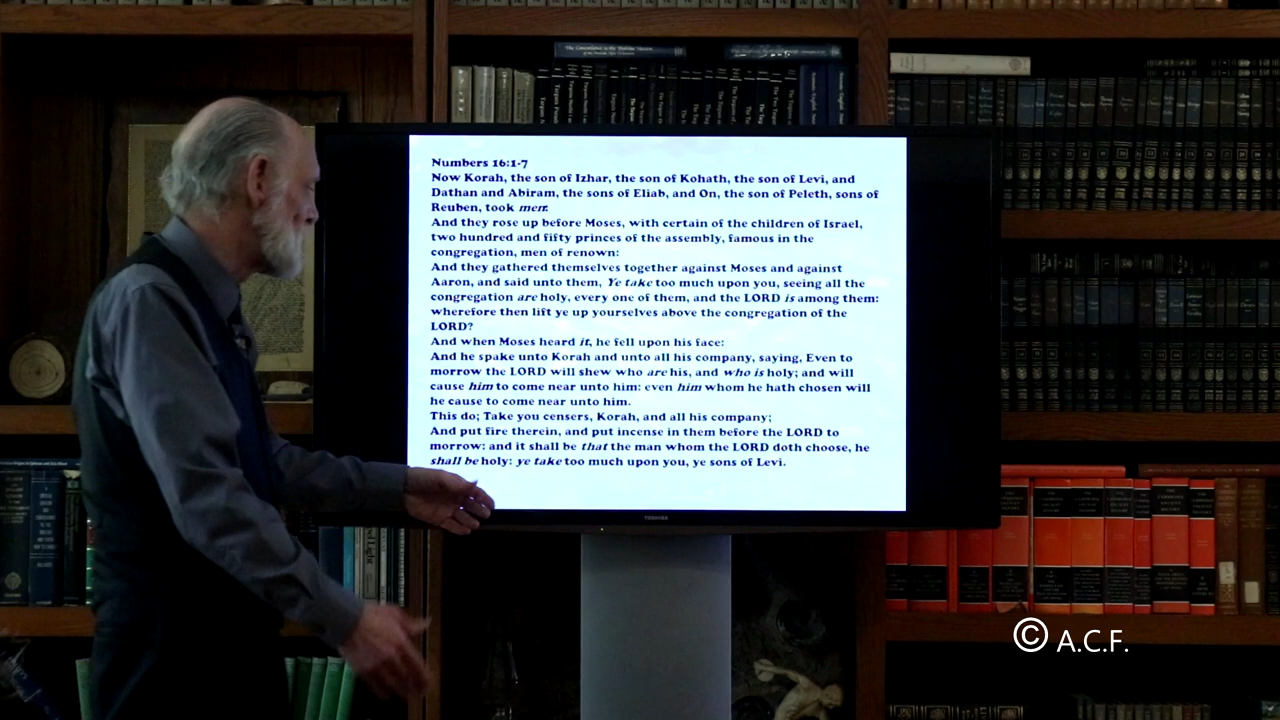 Numbers 16:1-7
Now Korah, the son of Izhar, the son of Kohath, the son of Levi, and
Dathan and Abiram, the sons of Eliab, and On, the son of Peleth, sons of
Reuben, took men:
And they rose up before Moses, with certain of the children of Israel,
two hundred and fifty princes of the assembly, famous in the
congregation, men of renown:
And they gathered themselves together against Moses and against
Aaron, and said unto them, Ye take too much upon you, seeing all the
congregation are holy, every one of them, and the LORD is among them:
wherefore then lift ye up yourselves above the congregation of the
LORD?
And when Moses heard it, he fell upon his face:
And he spake unto Korah and unto all his company, saying, Even to
morrow the LORD will shew who are his, and who is holy; and will
cause him to come near unto him: even him whom he hath chosen will
he cause to come near unto him.
This do; Take you censers, Korah, and all his company;
And put fire therein, and put incense in them before the LORD to
morrow: and it shall be that the man whom the LORD doth choose, he
shall be holy: ye take too much upon you, ye sons of Levi.
TOSHIBA
© A.C.F.